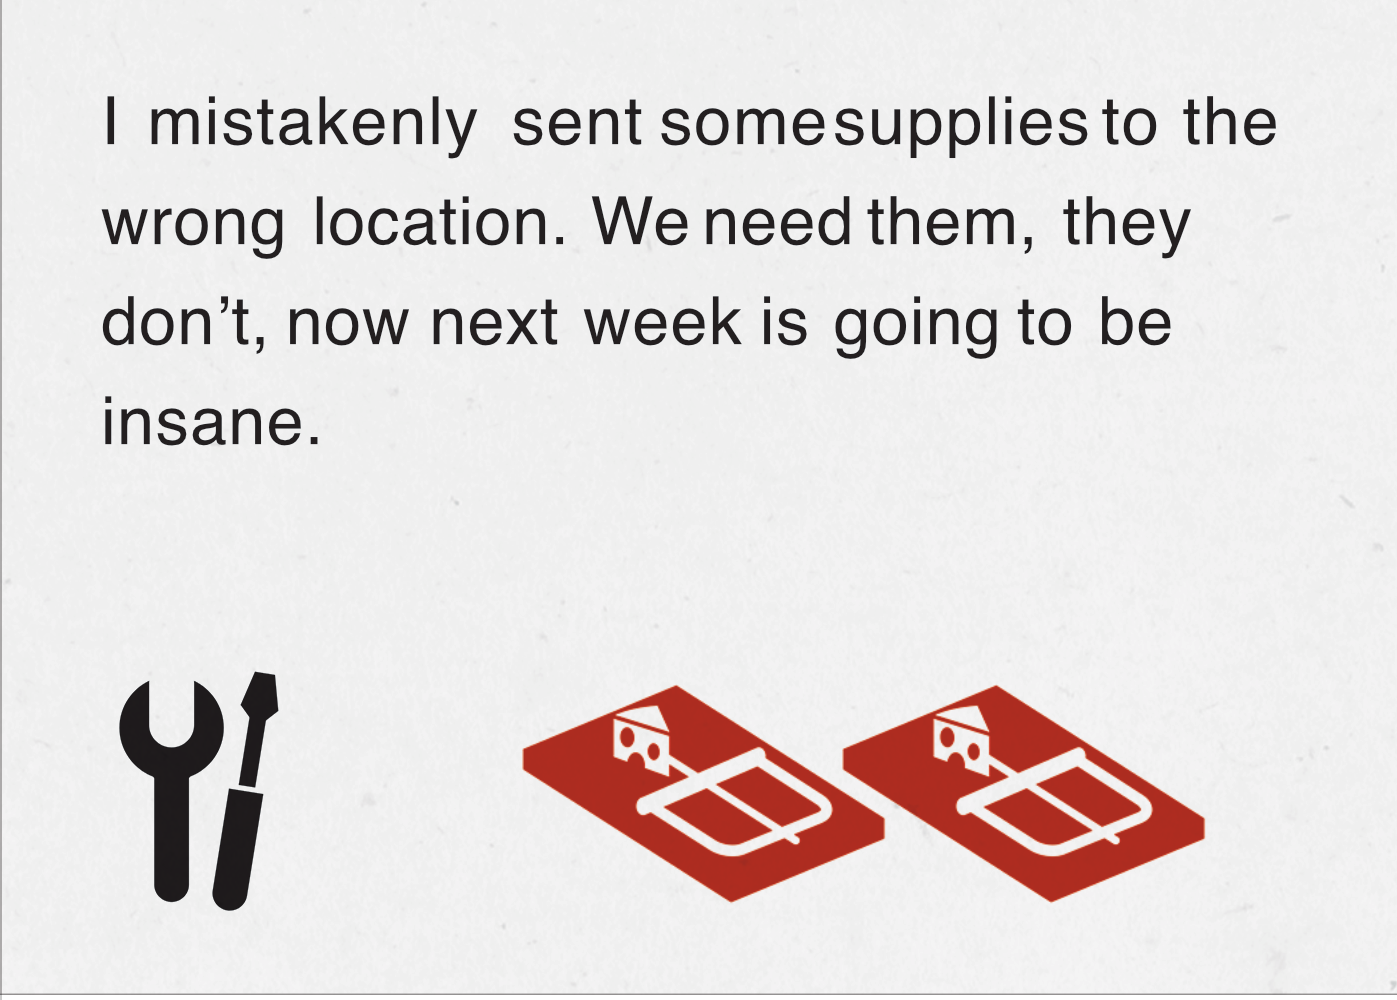 I mistakenly sent some supplies to the
wrong location. We need them, they
don’t, now next week is going to be
insane.